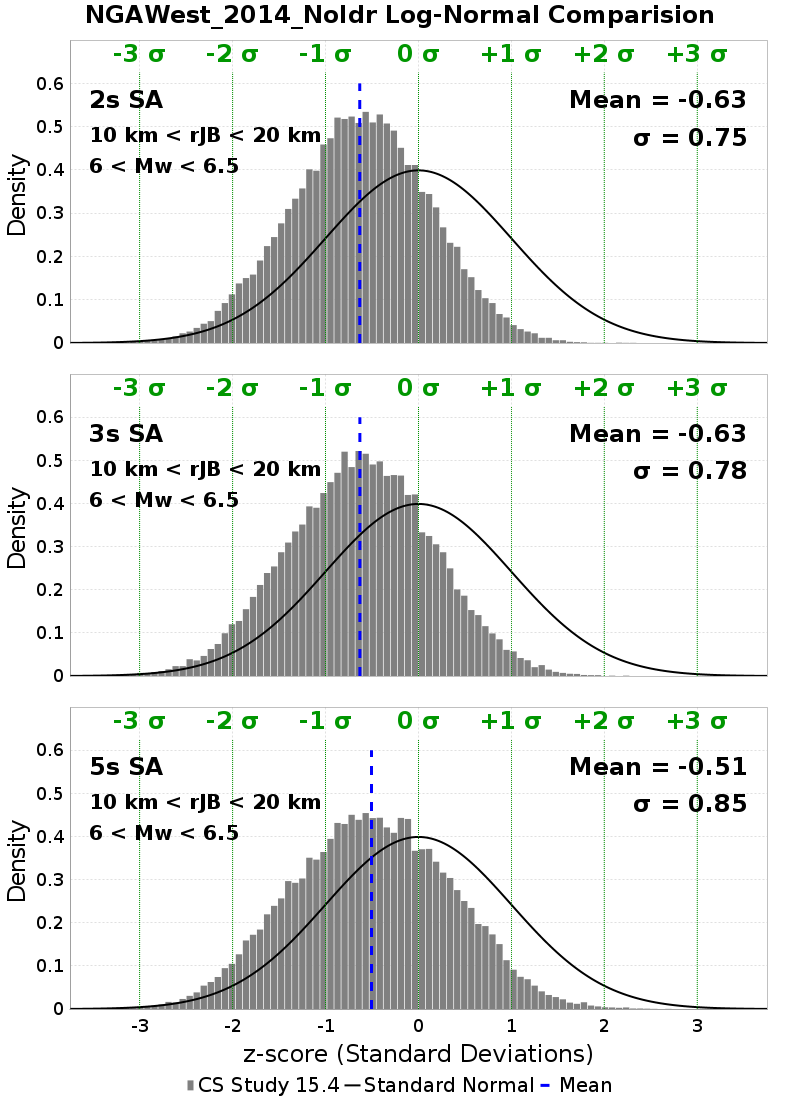 NGAWest_2014_NoIdr Log-Normal Comparision
-3 σ -2 σ -1 σ 0 σ +1 σ +2 σ +3 σ
2s SA
Mean = -0.63
10 km < rJB < 20 km
σ = 0.75
6 < Mw < 6.5
Density
0.6
0.5
0.4
0.3
0.2
0.1
0
-3 σ -2 σ -1 σ 0 σ +1 σ +2 σ +3 σ
3s SA
Mean = -0.63
10 km < rJB < 20 km
σ = 0.78
6 < Mw < 6.5
Density
0.6
0.5
0.4
0.3
0.2
0.1
0
-3 σ -2 σ -1 σ 0 σ +1 σ +2 σ +3 σ
5s SA
Mean = -0.51
10 km < rJB < 20 km
σ = 0.85
6 < Mw < 6.5
Density
0.6
0.5
0.4
0.3
0.2
0.1
0
-3 -2 -1 0 1 2 3
z-score (Standard Deviations)
CS Study 15.4 Standard Normal Mean